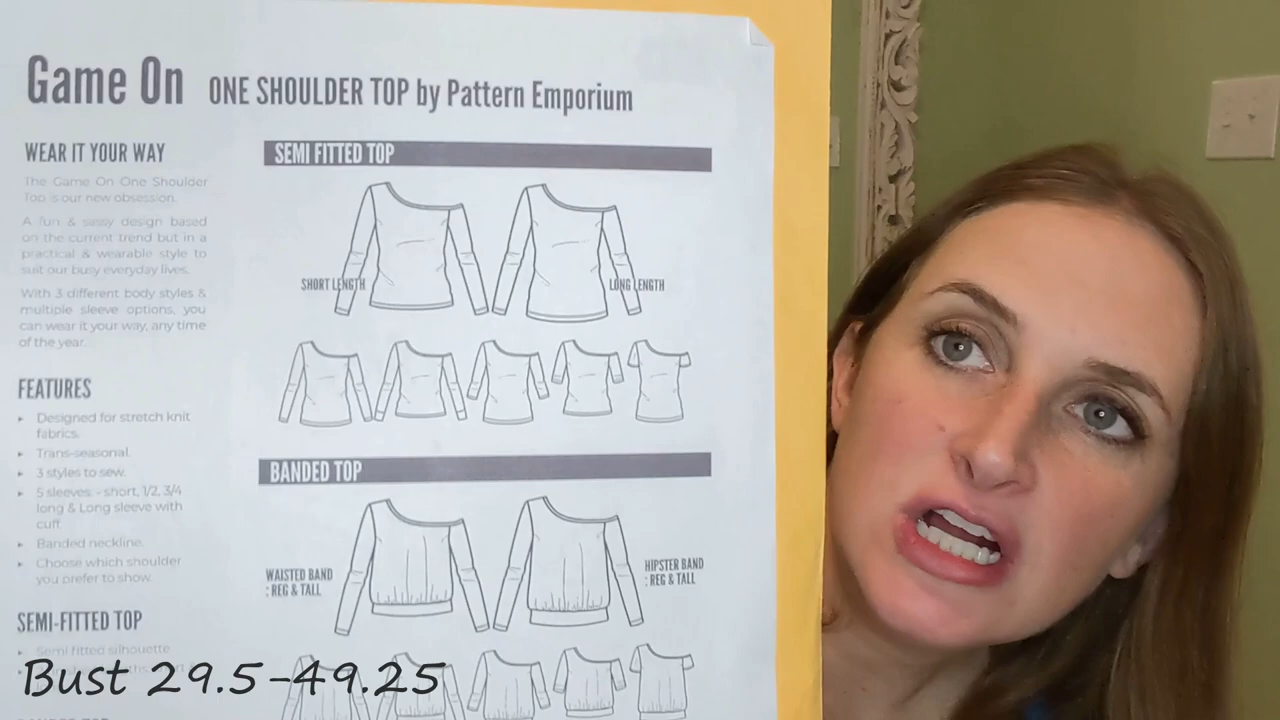 Game On ONE SHOULDER TOP by Pattern Emporium
WEAR IT YOUR WAY
The Game On One Shoulder
Top is our new obsession.
A fun & sassy design based
on the current trend but in a
practical & wearable style to
suit our busy everyday lives.
With 3 different body styles &
multiple sleeve options, you
can wear it your way, any time
of the year.
FEATURES
Designed for stretch knit
fabrics.
Trans-seasonal.
3 styles to sew.
5 sleeves - short, 1/2, 3/4
long & Long sleeve with
cuff.
Banded neckline.
Choose which shoulder
you prefer to show.
SEMI-FITTED TOP
Semi fitted silhouette
SEMI FITTED TOP
SHORT LENGTH
LONG LENGTH
BANDED TOP
WAISTED BAND
: REG & TALL
HIPSTER BAND
: REG & TALL
Bust 29.5-49.25